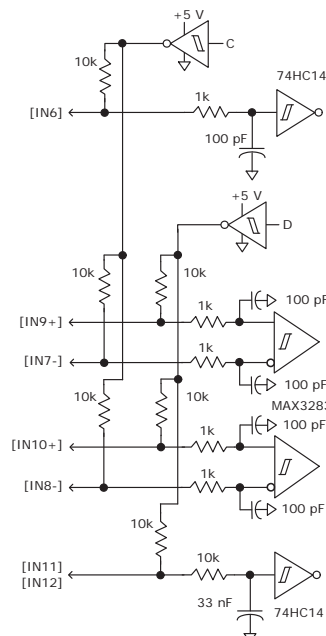 +5 V
C
10k
74HC14
[IN6]
1k
100 pF
+5 V
D
10k
10k
1k
100 pF
[IN9+]
1k
[IN7-]
100 pF
10k
10k
MAX3283
1k
100 pF
[IN10+]
1k
[IN8-]
100 pF
10k
[IN11]
[IN12]
10k
33 nF
74HC14